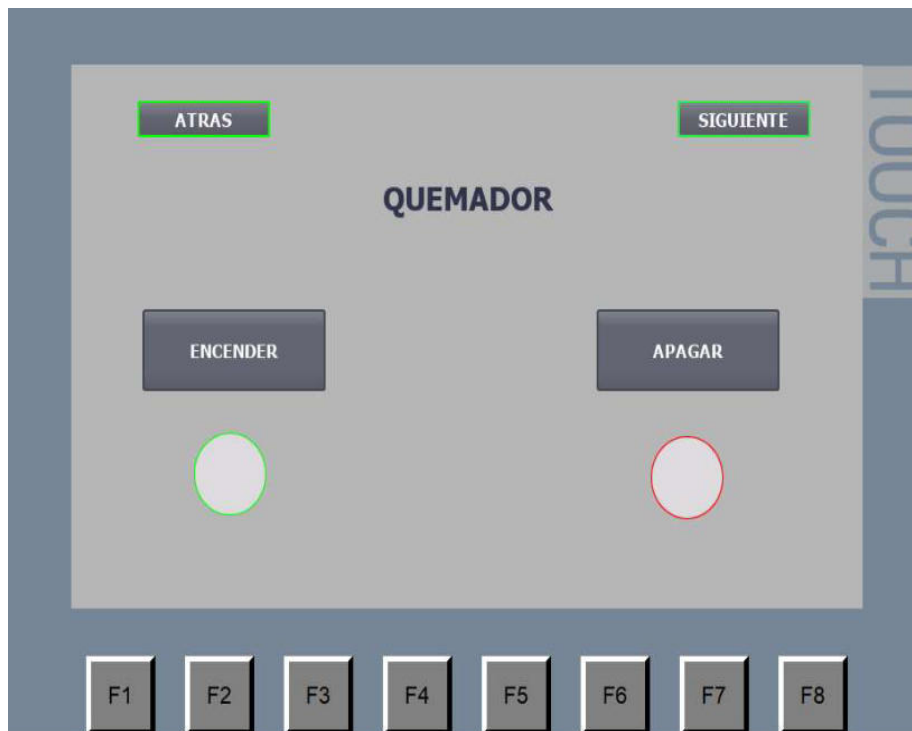 ATRAS
SIGUIENTE
TOUCH
QUEMADOR
ENCENDER
APAGAR
F1
F2
F3
F4
F5
F6
F7
F8